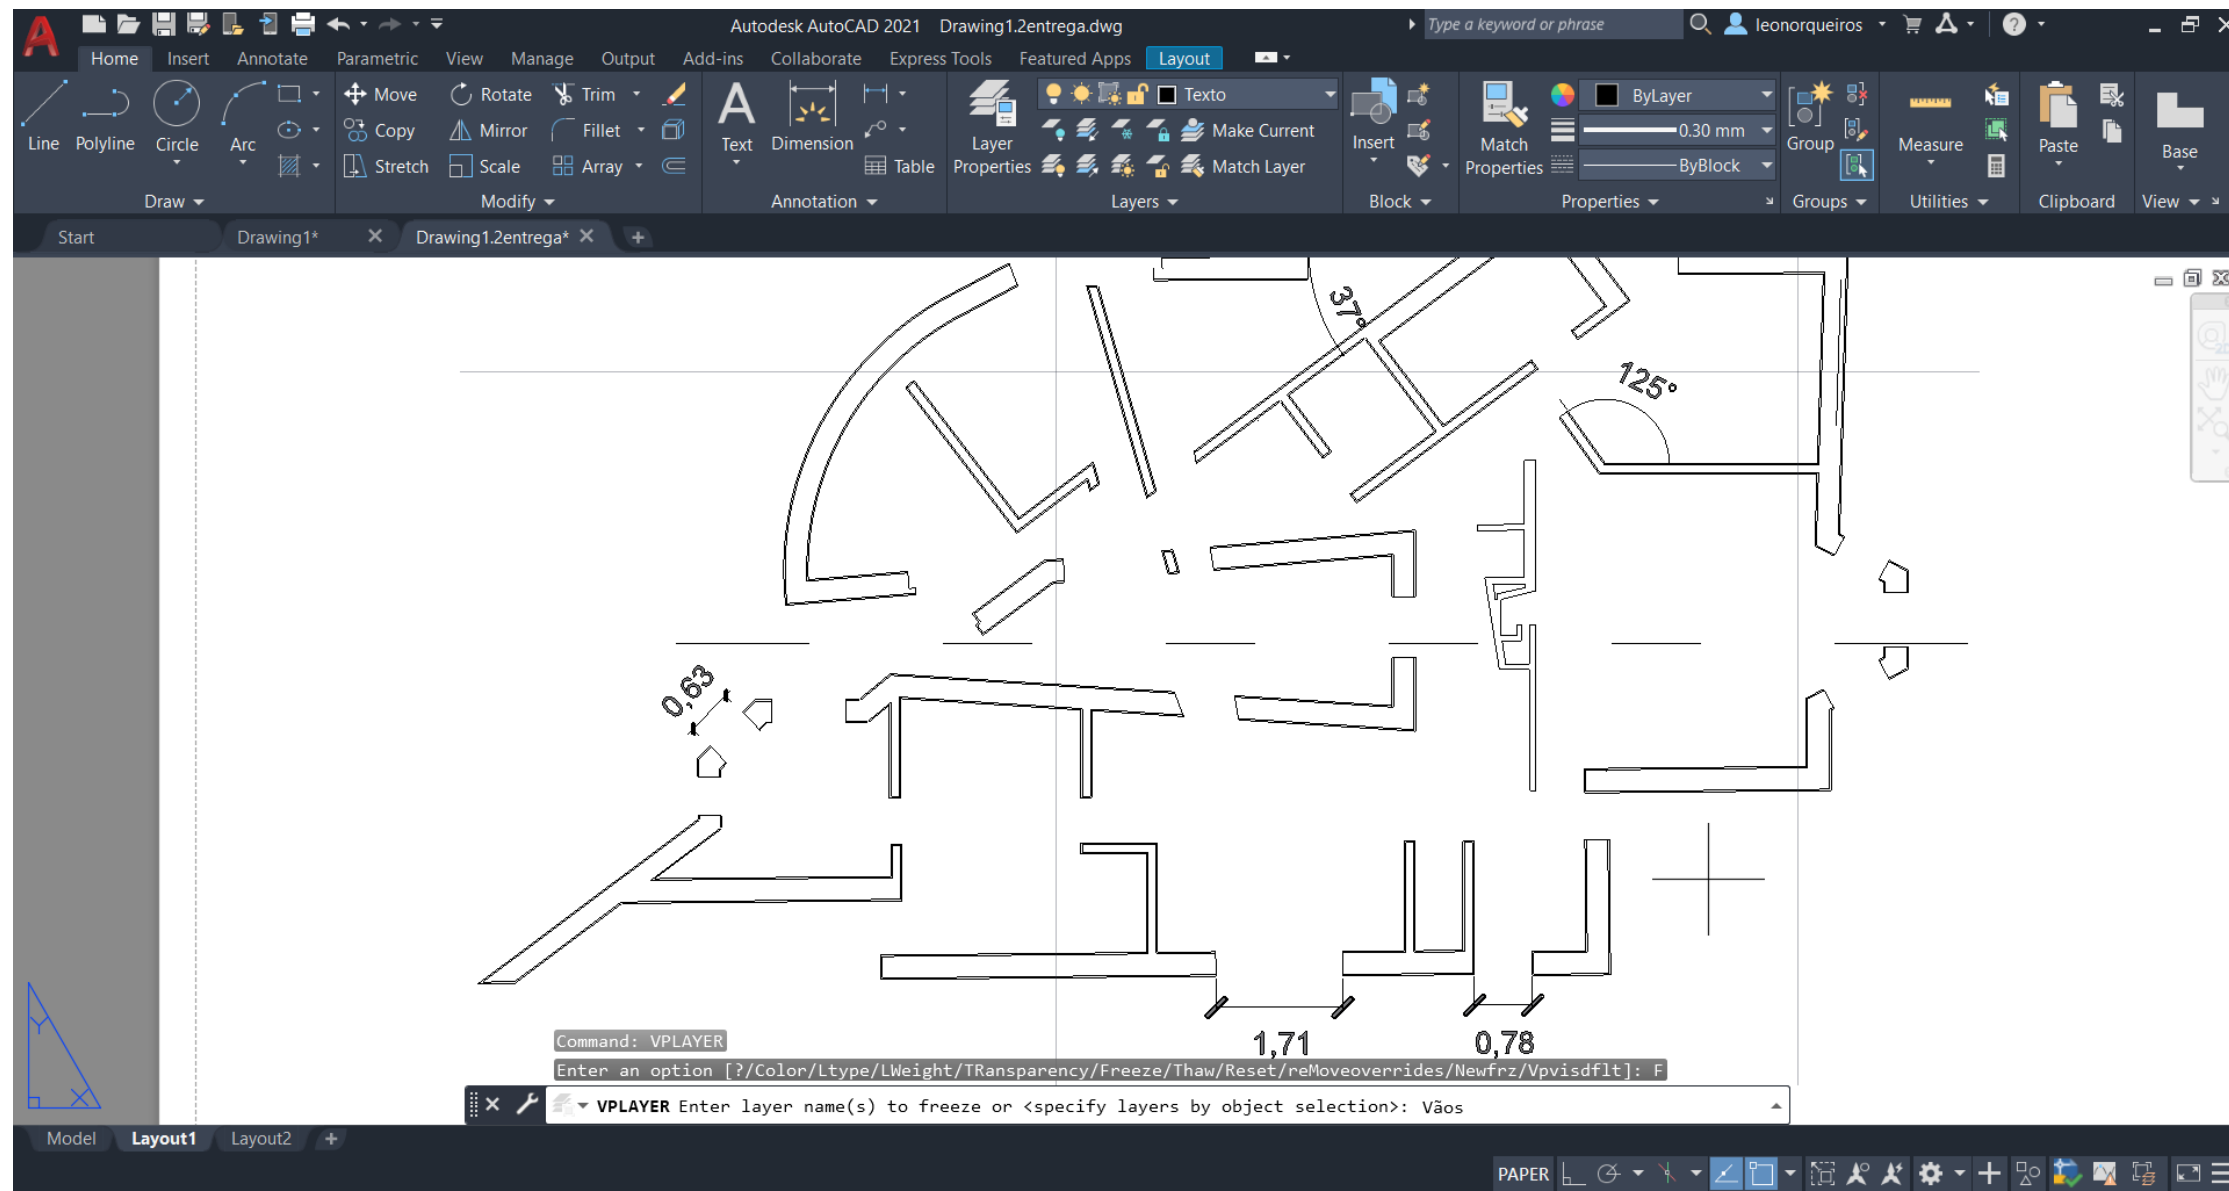 Autodesk AutoCAD 2021 Drawing1.2entrega.dwg
Type a keyword or phrase
leonorqueiros
Home Insert Annotate Parametric View Manage Output Add-ins Collaborate Express Tools Featured Apps Layout
Move Rotate Trim Texto ByLayer
Copy Mirror Fillet Make Current 0.30 mm
Line Polyline Circle Arc Text Dimension Layer Insert Match Group Measure Paste Base
Stretch Scale Array Table Properties Match Layer Properties ByBlock
Draw Modify Annotation Layers Block Properties Groups Utilities Clipboard View
Start Drawing1* Drawing1.2entrega*
37°
125°
0,63
1,71 0,78
Command: VPLAYER
Enter an option [?/Color/Ltype/LWeight/TRansparency/Freeze/Thaw/Reset/reMoveoverrides/Newfrz/Vpvisdflt]: F
VPLAYER Enter layer name(s) to freeze or <specify layers by object selection>: Vãos
Y
X
Model Layout1 Layout2
PAPER